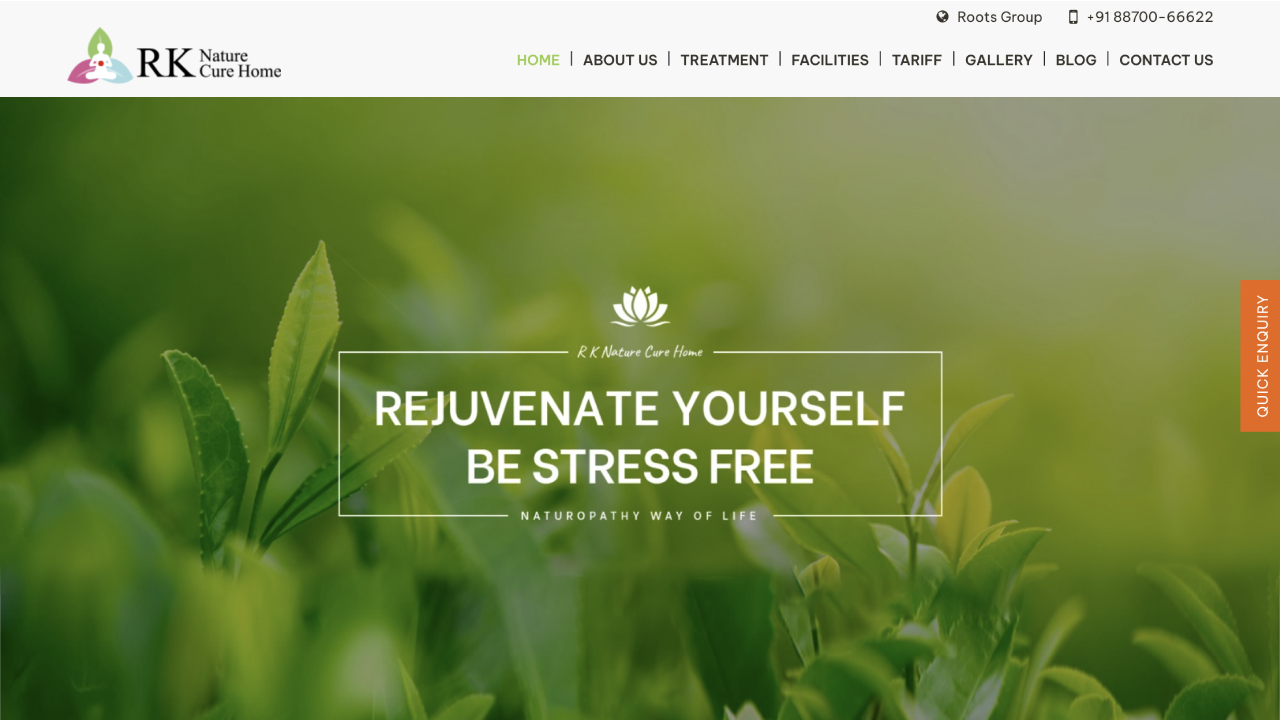 Roots Group
+91 88700-66622
RK Nature Cure Home
HOME | ABOUT US | TREATMENT | FACILITIES | TARIFF | GALLERY | BLOG | CONTACT US
R K Nature Cure Home
REJUVENATE YOURSELF
BE STRESS FREE
NATUROPATHY WAY OF LIFE
QUICK ENQUIRY